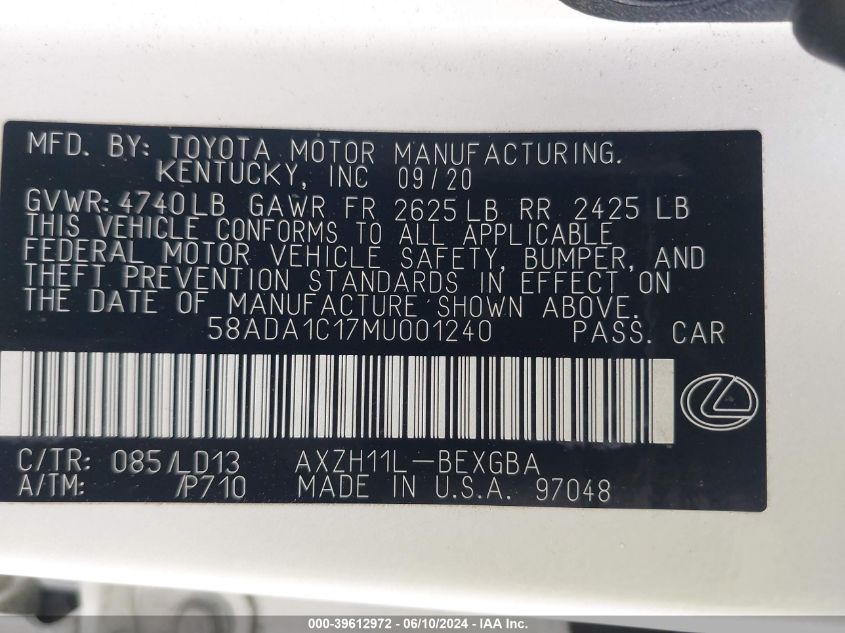 MFD. BY: TOYOTA MOTOR MANUFACTURING.
KENTUCKY, INC 09/20
GVWR: 4740 LB GAWR FR 2625 LB RR 2425 LB
THIS VEHICLE CONFORMS TO ALL APPLICABLE
FEDERAL MOTOR VEHICLE SAFETY, BUMPER, AND
THEFT PREVENTION STANDARDS IN EFFECT ON
THE DATE OF MANUFACTURE SHOWN ABOVE.
58ADA1C17MU001240 PASS. CAR
C/TR: 085/LD13 AXZH11L-BEXGBA
A/TM: /P710 MADE IN U.S.A. 97048
000-39612972 - 06/10/2024 - IAA Inc.